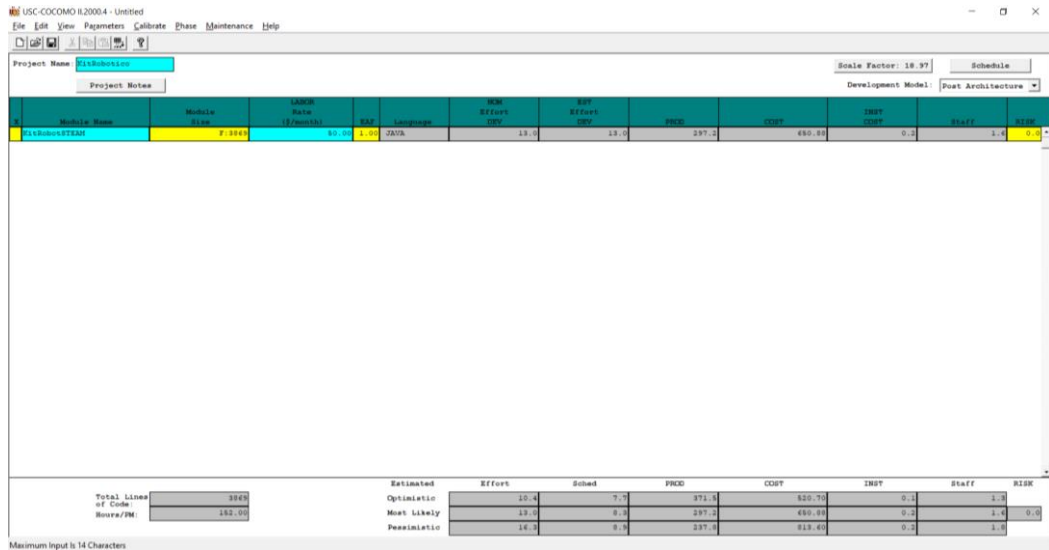 USC-COCOMO II.2000.4 - Untitled
File Edit View Parameters Calibrate Phase Maintenance Help
Project Name: KitRobotico
Scale Factor: 18.97 Schedule
Project Notes
Development Model: Post Architecture
X Module Name Module Size LABOR Rate ($/month) EAF Language NOM Effort DEV EST Effort DEV PROD COST INST COST Staff RISK
KitRobotSTEAM F:3869 50.00 1.00 JAVA 13.0 13.0 297.2 650.88 0.2 1.6 0.0
Estimated Effort Sched PROD COST INST Staff RISK
Total Lines of Code: 3869
Optimistic 10.4 7.7 371.5 520.70 0.1 1.3
Hours/PM: 152.00
Most Likely 13.0 8.3 297.2 650.88 0.2 1.6 0.0
Pessimistic 16.3 8.9 237.8 813.60 0.2 1.8
Maximum Input Is 14 Characters